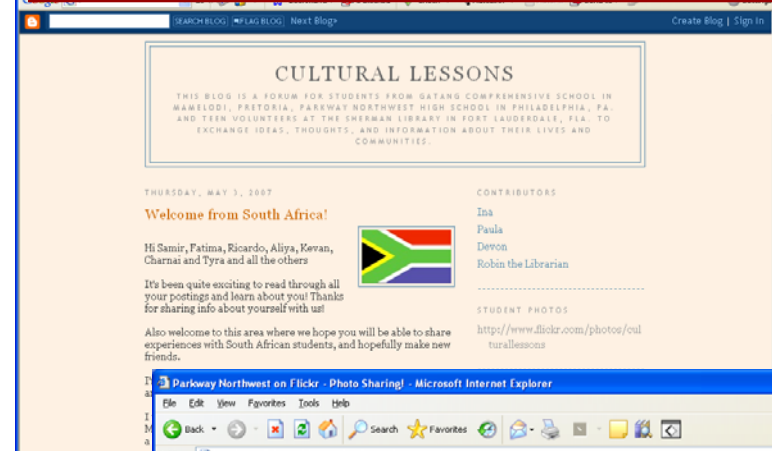 SEARCH BLOG FLAG BLOG Next Blog» Create Blog | Sign In
CULTURAL LESSONS
THIS BLOG IS A FORUM FOR STUDENTS FROM GATANG COMPREHENSIVE SCHOOL IN
MAMELODI, PRETORIA, PARKWAY NORTHWEST HIGH SCHOOL IN PHILADELPHIA, PA.
AND TEEN VOLUNTEERS AT THE SHERMAN LIBRARY IN FORT LAUDERDALE, FLA. TO
EXCHANGE IDEAS, THOUGHTS, AND INFORMATION ABOUT THEIR LIVES AND
COMMUNITIES.
THURSDAY, MAY 3, 2007
Welcome from South Africa!
Hi Samir, Fatima, Ricardo, Aliya, Kevan,
Charnai and Tyra and all the others
It's been quite exciting to read through all
your postings and learn about you! Thanks
for sharing info about yourself with us!
Also welcome to this area where we hope you will be able to share
experiences with South African students, and hopefully make new
friends.
CONTRIBUTORS
Ina
Paula
Devon
Robin the Librarian
STUDENT PHOTOS
http://www.flickr.com/photos/cul
turallessons
Parkway Northwest on Flickr - Photo Sharing! - Microsoft Internet Explorer
File Edit View Favorites Tools Help
Back Search Favorites